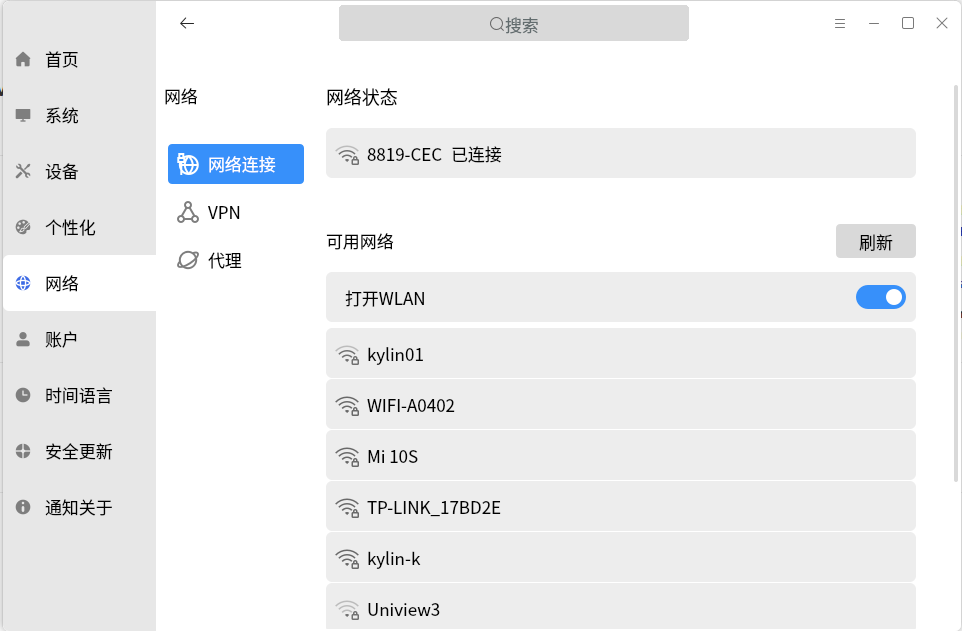 搜索
首页
系统
设备
个性化
网络
账户
时间语言
安全更新
通知关于
网络
网络连接
VPN
代理
网络状态
8819-CEC 已连接
可用网络
刷新
打开WLAN
kylin01
WIFI-A0402
Mi 10S
TP-LINK_17BD2E
kylin-k
Uniview3